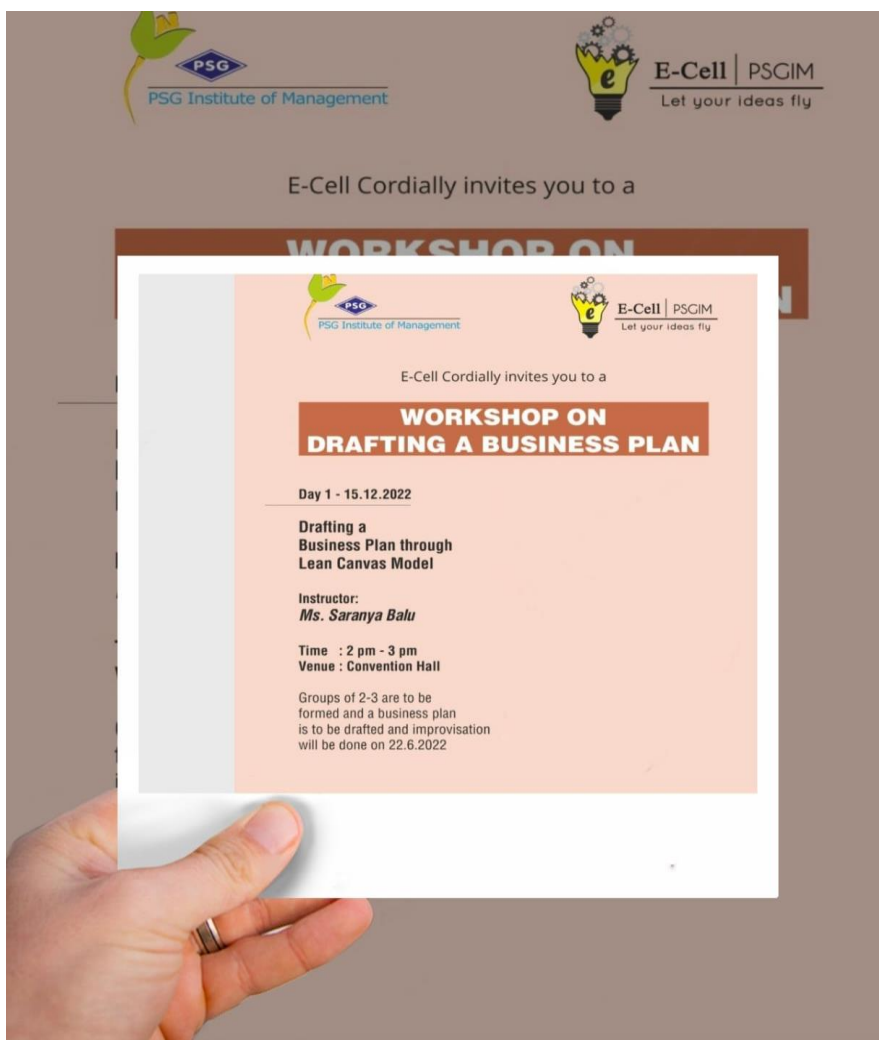 PSG
PSG Institute of Management
e
E-Cell | PSGIM
Let your ideas fly
E-Cell Cordially invites you to a
WORKSHOP ON
N
PSG
PSG Institute of Management
e
E-Cell | PSGIM
Let your ideas fly
E-Cell Cordially invites you to a
WORKSHOP ON
DRAFTING A BUSINESS PLAN
Day 1 - 15.12.2022
Drafting a
Business Plan through
Lean Canvas Model
Instructor:
Ms. Saranya Balu
Time : 2 pm - 3 pm
Venue : Convention Hall
Groups of 2-3 are to be
formed and a business plan
is to be drafted and improvisation
will be done on 22.6.2022